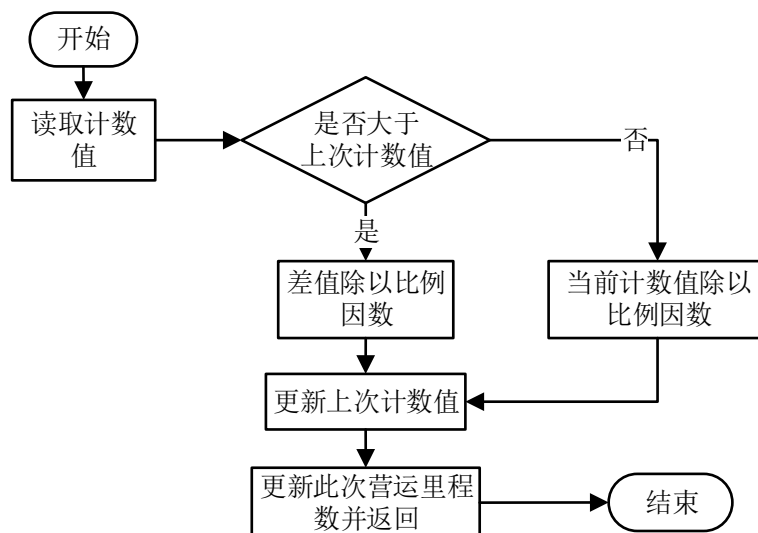 开始
读取计数
值
是否大于
上次计数值
否
是
差值除以比例
因数
当前计数值除以
比例因数
更新上次计数值
更新此次营运里程
数并返回
结束